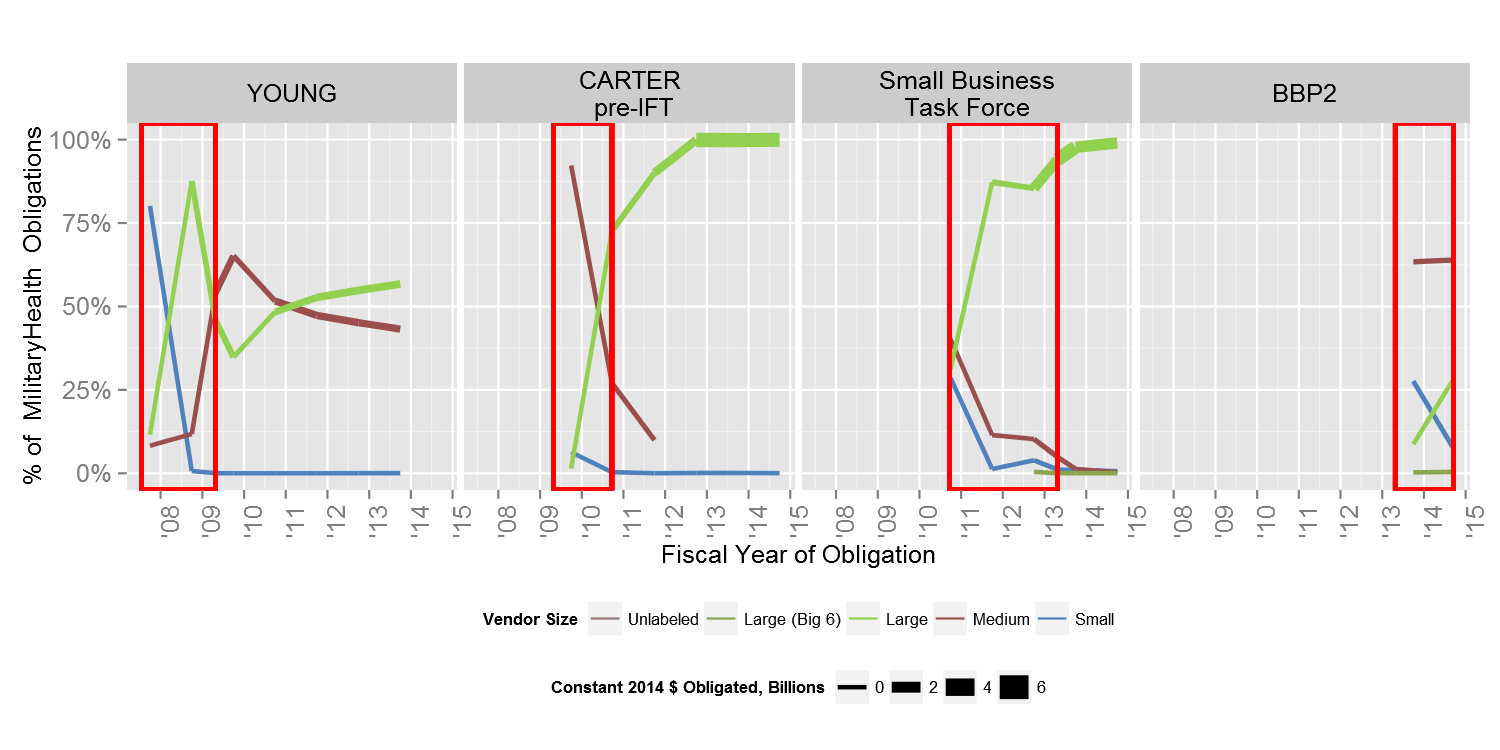 YOUNG
CARTER
pre-IFT
Small Business
Task Force
BBP2
% of MilitaryHealth Obligations
100%
75%
50%
25%
0%
'08 '09 '10 '11 '12 '13 '14 '15
'08 '09 '10 '11 '12 '13 '14 '15
'08 '09 '10 '11 '12 '13 '14 '15
'08 '09 '10 '11 '12 '13 '14 '15
Fiscal Year of Obligation
Vendor Size Unlabeled Large (Big 6) Large Medium Small
Constant 2014 $ Obligated, Billions 0 2 4 6